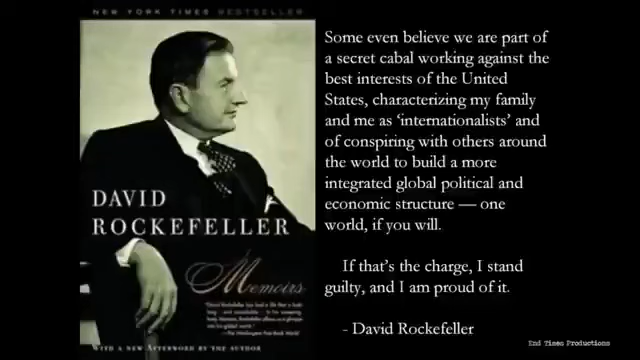 NEW YORK TIMES BESTSELLER
Some even believe we are part of
a secret cabal working against the
best interests of the United
States, characterizing my family
and me as ‘internationalists’ and
of conspiring with others around
the world to build a more
integrated global political and
economic structure — one
world, if you will.
If that’s the charge, I stand
guilty, and I am proud of it.
- David Rockefeller
DAVID
ROCKEFELLER
Memoirs
WITH A NEW AFTERWORD BY THE AUTHOR
End Times Productions